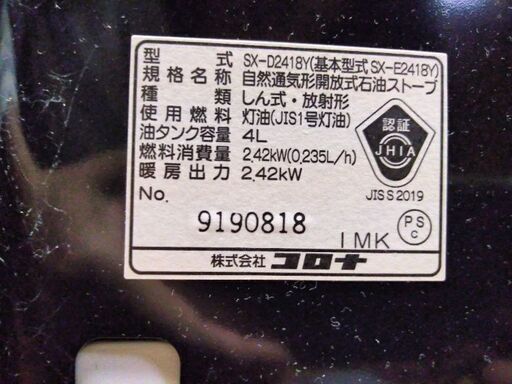 型 式 SX-D2418Y(基本型式 SX-E2418Y)
規格名称 自然通気形開放式石油ストーブ
種 類 しん式・放射形
使用燃料 灯油(JIS1号灯油)
油タンク容量 4L
燃料消費量 2.42kW(0.235L/h)
暖房出力 2.42kW
認証
JHIA
JIS S 2019
No.
9190818
1MK
PS
C
株式会社 コロナ